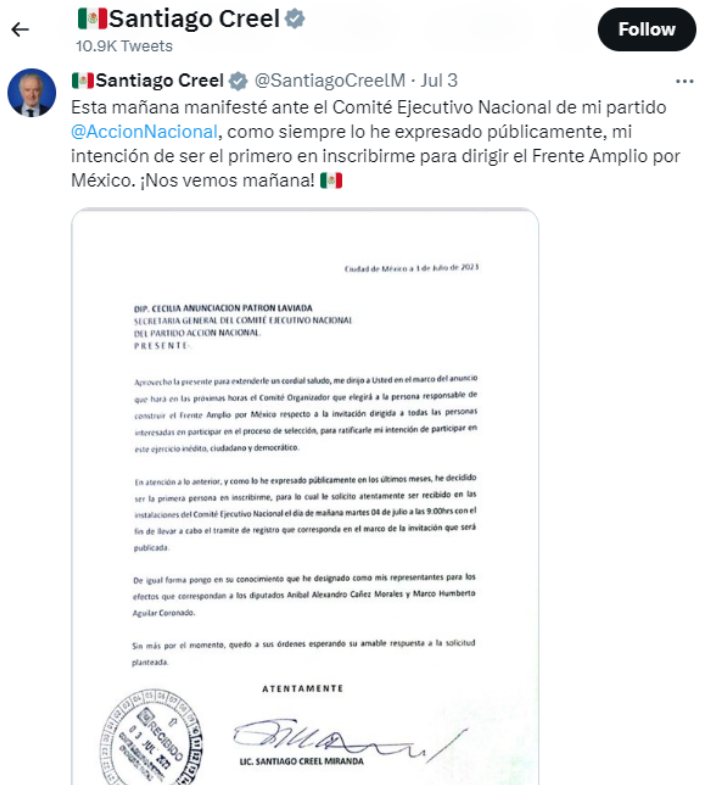 Santiago Creel
10.9K Tweets
Follow
Santiago Creel @SantiagoCreelM · Jul 3
Esta mañana manifesté ante el Comité Ejecutivo Nacional de mi partido
@AccionNacional, como siempre lo he expresado públicamente, mi
intención de ser el primero en inscribirme para dirigir el Frente Amplio por
México. ¡Nos vemos mañana!
Ciudad de México a 3 de Julio de 2023
DIP. CECILIA ANUNCIACION PATRON LAVIADA
SECRETARIA GENERAL DEL COMITÉ EJECUTIVO NACIONAL
DEL PARTIDO ACCION NACIONAL.
P R E S E N T E.
Aprovecho la presente para extenderle un cordial saludo, me dirijo a Usted en el marco del anuncio
que hará en las próximas horas el Comité Organizador que elegirá a la persona responsable de
construir el Frente Amplio por México respecto a la invitación dirigida a todas las personas
interesadas en participar en el proceso de selección, para ratificarle mi intención de participar en
este ejercicio inédito, ciudadano y democrático.
En atención a lo anterior, y como lo he expresado públicamente en los últimos meses, he decidido
ser la primera persona en inscribirme, para lo cual le solicito atentamente ser recibido en las
instalaciones del Comité Ejecutivo Nacional el día de mañana martes 04 de julio a las 9:00hrs con el
fin de llevar a cabo el tramite de registro que corresponda en el marco de la invitación que será
publicada.
De igual forma pongo en su conocimiento que he designado como mis representantes para los
efectos que correspondan a los diputados Anibal Alexandro Cañez Morales y Marco Humberto
Aguilar Coronado.
Sin más por el momento, quedo a sus órdenes esperando su amable respuesta a la solicitud
planteada.
A T E N T A M E N T E
RECIBIDO
03 JUL
LIC. SANTIAGO CREEL MIRANDA